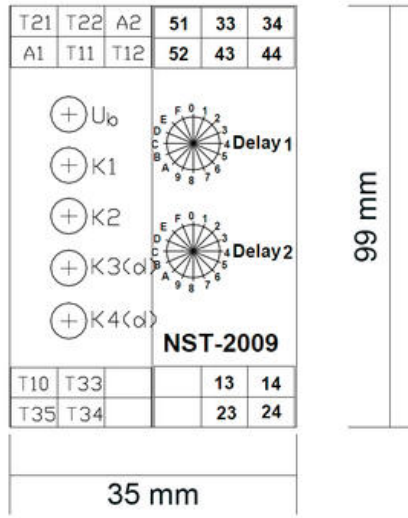 T21 T22 A2 51 33 34
A1 T11 T12 52 43 44
Ub
K1
K2
K3(d)
K4(d)
0 1 2 3 4 5 6 7 8 9 A B C D E F
Delay 1
0 1 2 3 4 5 6 7 8 9 A B C D E F
Delay 2
NST-2009
T10 T33 13 14
T35 T34 23 24
35 mm
99 mm